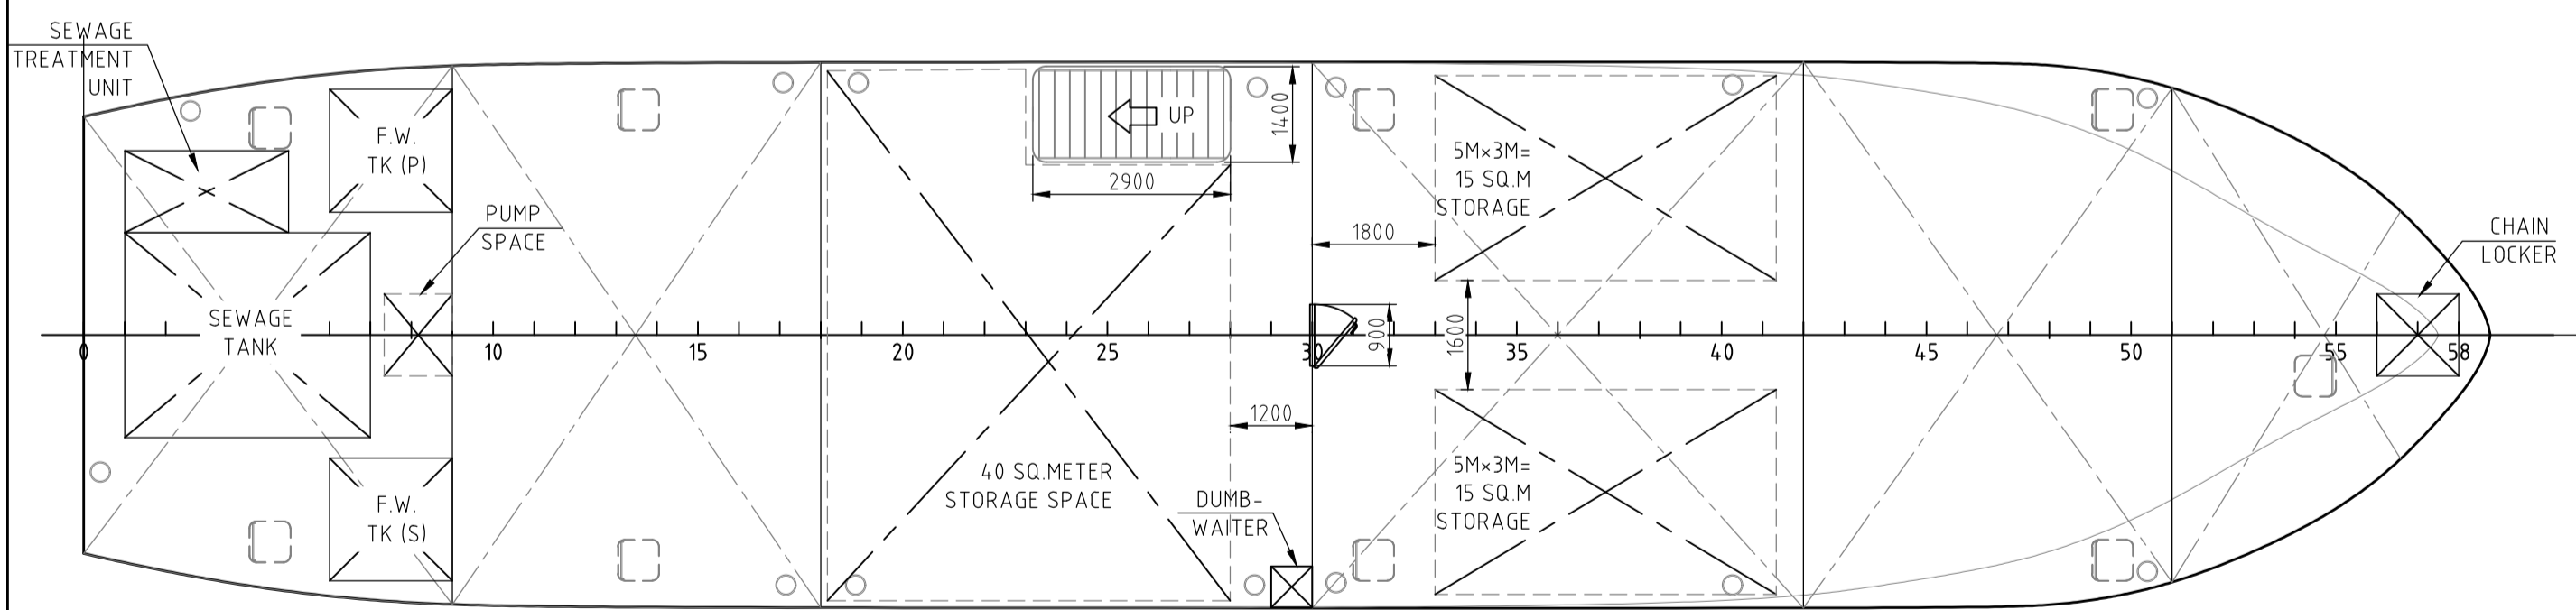 SEWAGE
TREATMENT
UNIT
F.W.
TK (P)
UP
1400
2900
PUMP
SPACE
5M×3M=
15 SQ.M
STORAGE
1800
CHAIN
LOCKER
SEWAGE
TANK
900
1600
0 10 15 20 25 30 35 40 45 50 55 58
1200
40 SQ.METER
STORAGE SPACE
DUMB-
WAITER
5M×3M=
15 SQ.M
STORAGE
F.W.
TK (S)